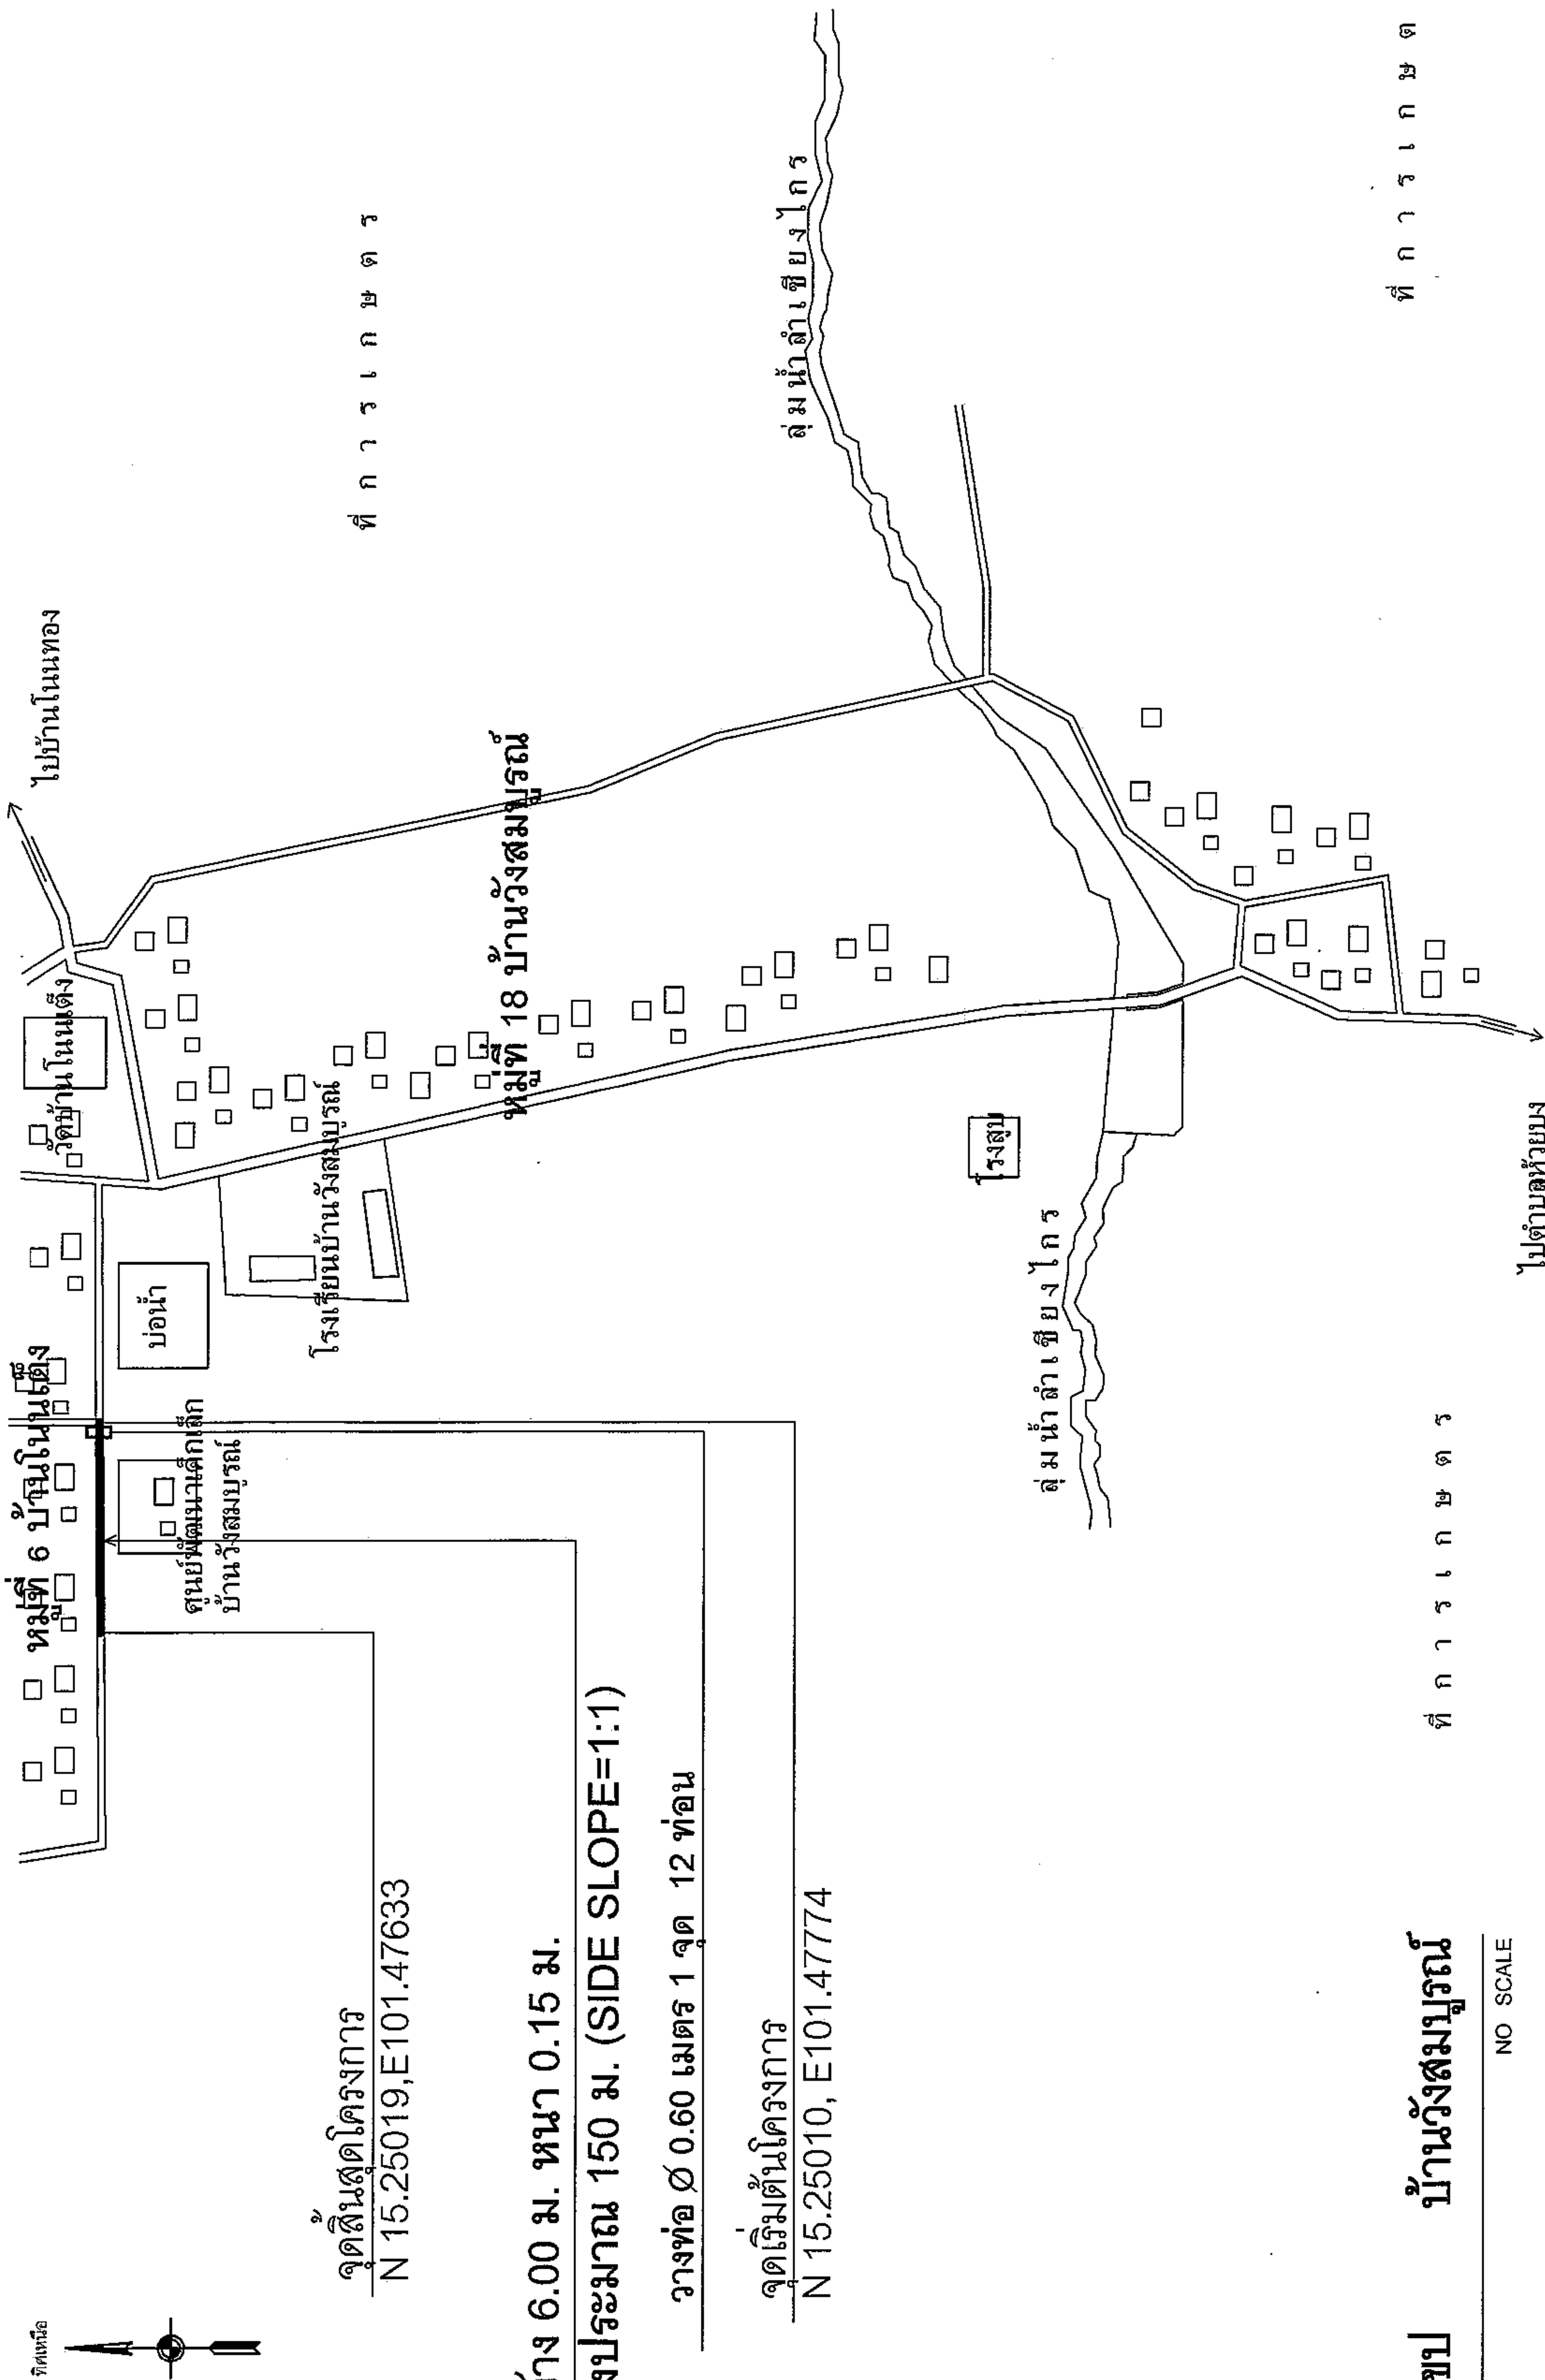 ทิศเหนือ
หมู่ที่ 6 บ้านโนนเต็ง
วัดบ้านโนนเต็ง
ไปบ้านโนนทอง
บ่อน้ำ
ศูนย์พัฒนาเด็กเล็ก
บ้านวังสมบูรณ์
โรงเรียนบ้านวังสมบูรณ์
ที่การเกษตร
จุดสิ้นสุดโครงการ
N 15.25019,E101.47633
หมู่ที่ 18 บ้านวังสมบูรณ์
6.00 ม. หนา 0.15 ม.
ประมาณ 150 ม. (SIDE SLOPE=1:1)
วางท่อ Ø 0.60 เมตร 1 จุด 12 ท่อน
จุดเริ่มต้นโครงการ
N 15.25010, E101.47774
ลุ่มน้ำลำเชียงไกร
โรงสูบ
ลุ่มน้ำลำเชียงไกร
ที่การเกษต
ที่การเกษตร
บ้านวังสมบูรณ์
NO SCALE
ไปตำบลห้วยบง